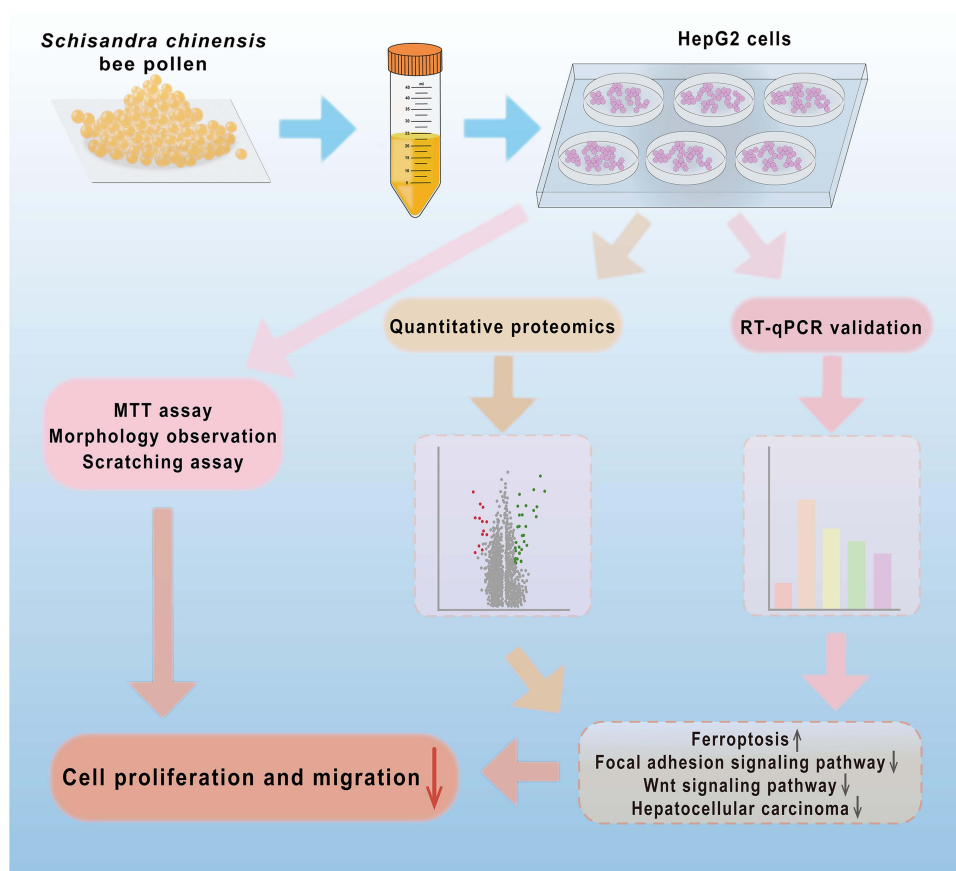 Schisandra chinensis
bee pollen
HepG2 cells
Quantitative proteomics
RT-qPCR validation
MTT assay
Morphology observation
Scratching assay
Ferroptosis↑
Focal adhesion signaling pathway↓
Wnt signaling pathway↓
Hepatocellular carcinoma↓
Cell proliferation and migration↓